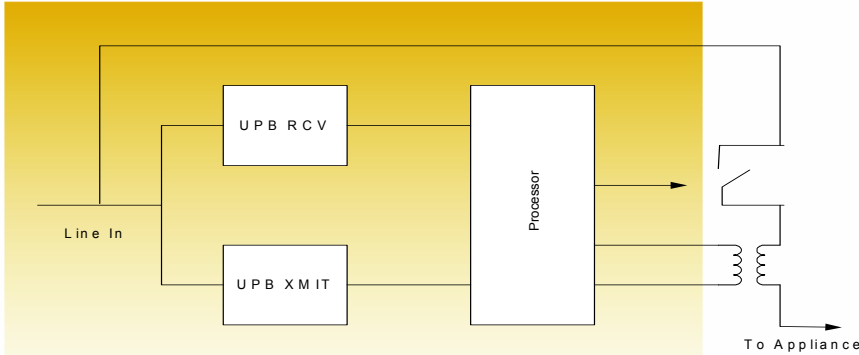 UPB RCV
Processor
Line In
UPB XMIT
To Appliance